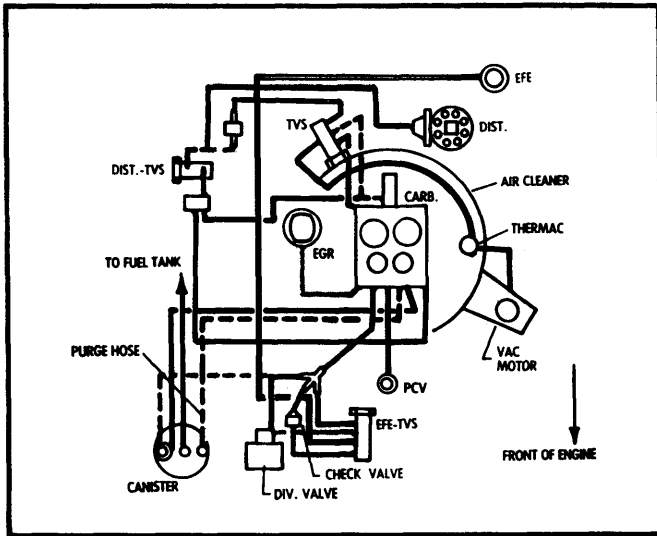 EFE
TVS
DIST.
DIST.-TVS
AIR CLEANER
CARB.
THERMAC
EGR
TO FUEL TANK
PURGE HOSE
VAC
MOTOR
PCV
EFE-TVS
FRONT OF ENGINE
CHECK VALVE
CANISTER
DIV. VALVE